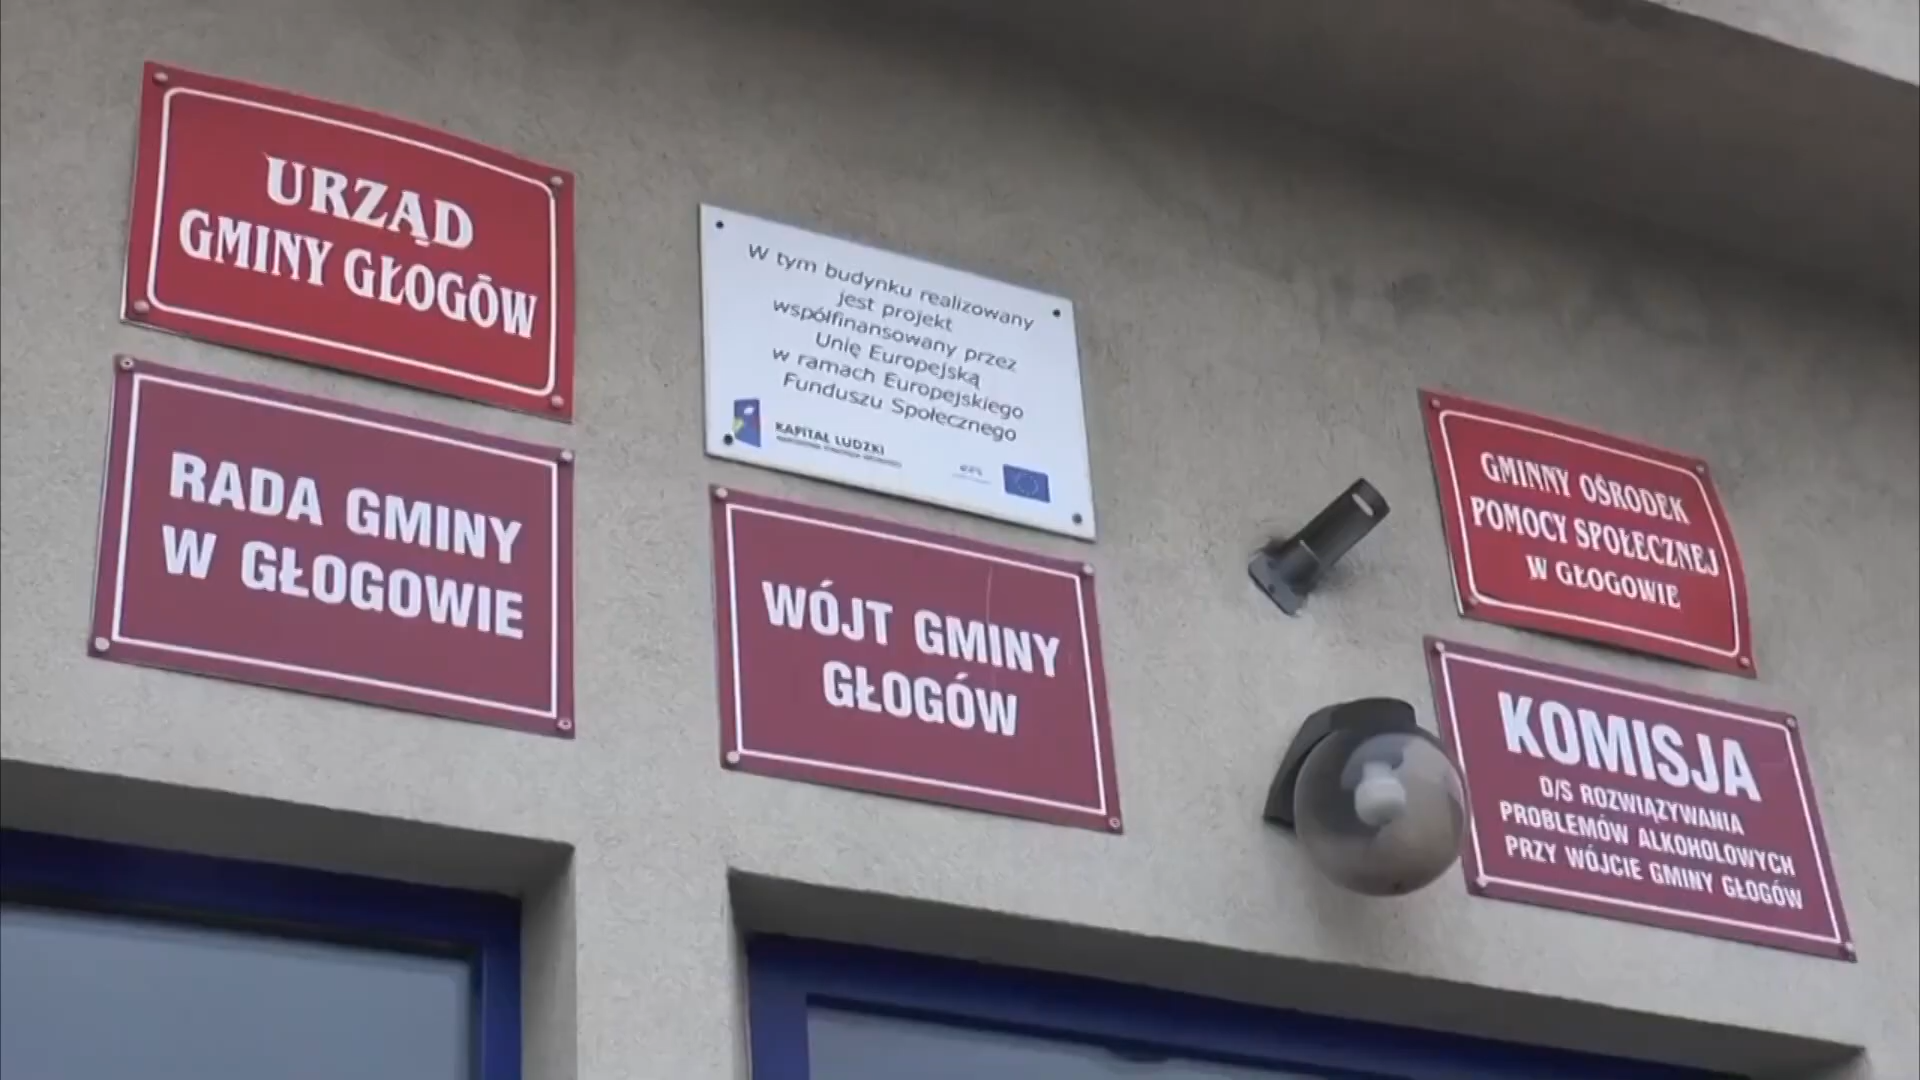 URZĄD
GMINY GŁOGÓW
RADA GMINY
W GŁOGOWIE
W tym budynku realizowany
jest projekt
współfinansowany przez
Unię Europejską
w ramach Europejskiego
Funduszu Społecznego
KAPITAŁ LUDZKI
WÓJT GMINY
GŁOGÓW
GMINNY OŚRODEK
POMOCY SPOŁECZNEJ
W GŁOGOWIE
KOMISJA
D/S ROZWIĄZYWANIA
PROBLEMÓW ALKOHOLOWYCH
PRZY WÓJCIE GMINY GŁOGÓW